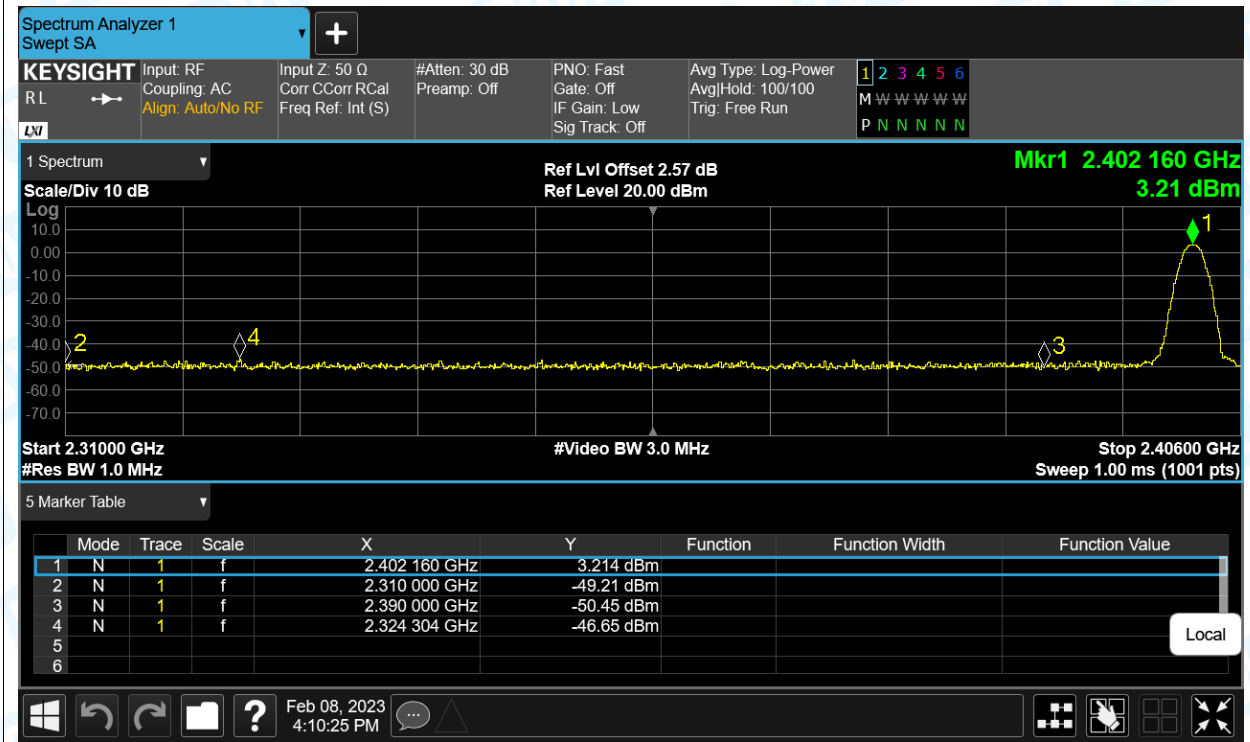 Spectrum Analyzer 1
Swept SA
KEYSIGHT
R L
LXI
Input: RF
Coupling: AC
Align: Auto/No RF
Input Z: 50 Ω
Corr CCorr RCal
Freq Ref: Int (S)
#Atten: 30 dB
Preamp: Off
PNO: Fast
Gate: Off
IF Gain: Low
Sig Track: Off
Avg Type: Log-Power
Avg|Hold: 100/100
Trig: Free Run
1 2 3 4 5 6
M W W W W W
P N N N N N
1 Spectrum
Scale/Div 10 dB
Ref Lvl Offset 2.57 dB
Ref Level 20.00 dBm
Mkr1 2.402 160 GHz
3.21 dBm
Log
10.0
0.00
-10.0
-20.0
-30.0
-40.0
-50.0
-60.0
-70.0
1
2
4
3
Start 2.31000 GHz
#Video BW 3.0 MHz
Stop 2.40600 GHz
#Res BW 1.0 MHz
Sweep 1.00 ms (1001 pts)
5 Marker Table
Mode Trace Scale X Y Function Function Width Function Value
1 N 1 f 2.402 160 GHz 3.214 dBm
2 N 1 f 2.310 000 GHz -49.21 dBm
3 N 1 f 2.390 000 GHz -50.45 dBm
4 N 1 f 2.324 304 GHz -46.65 dBm
5
6
Local
?
Feb 08, 2023
4:10:25 PM